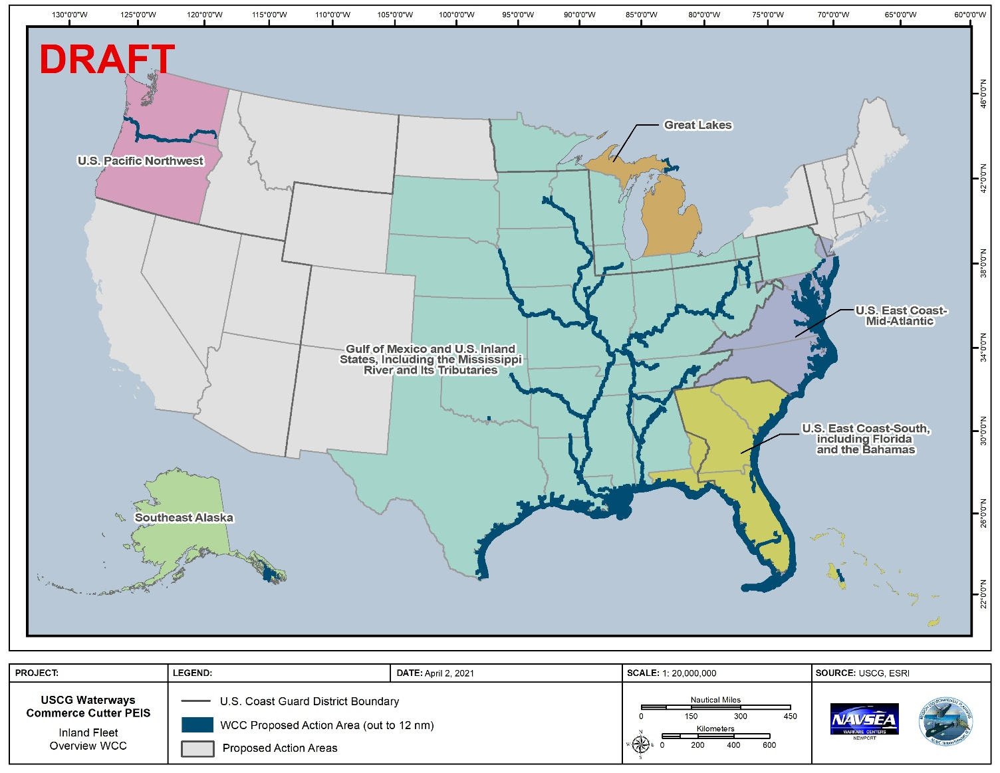 130°0'0"W 125°0'0"W 120°0'0"W 115°0'0"W 110°0'0"W 105°0'0"W 100°0'0"W 95°0'0"W 90°0'0"W 85°0'0"W 80°0'0"W 75°0'0"W 70°0'0"W 65°0'0"W 60°0'0"W
DRAFT
46°0'0"N
Great Lakes
U.S. Pacific Northwest
42°0'0"N
38°0'0"N
U.S. East Coast-
Mid-Atlantic
34°0'0"N
Gulf of Mexico and U.S. Inland
States, Including the Mississippi
River and Its Tributaries
30°0'0"N
U.S. East Coast-South,
including Florida
and the Bahamas
Southeast Alaska
26°0'0"N
22°0'0"N
PROJECT:
USCG Waterways
Commerce Cutter PEIS
Inland Fleet
Overview WCC
LEGEND:
U.S. Coast Guard District Boundary
WCC Proposed Action Area (out to 12 nm)
Proposed Action Areas
DATE: April 2, 2021
SCALE: 1: 20,000,000
Nautical Miles
0 150 300 450
Kilometers
0 200 400 600
N
W E
S
SOURCE: USCG, ESRI
NAVSEA
WARFARE CENTERS
NEWPORT